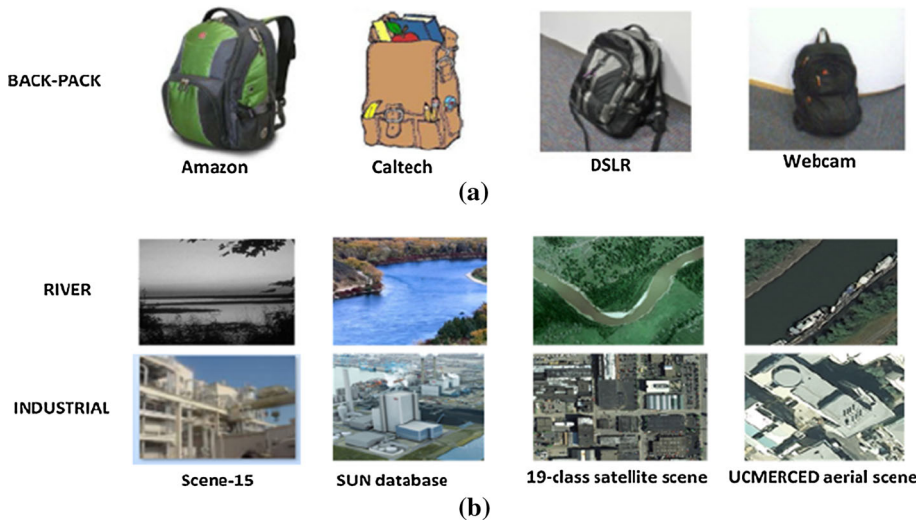 BACK-PACK
Amazon
Caltech
DSLR
Webcam
(a)
RIVER
INDUSTRIAL
Scene-15
SUN database
19-class satellite scene
UCMERCED aerial scene
(b)